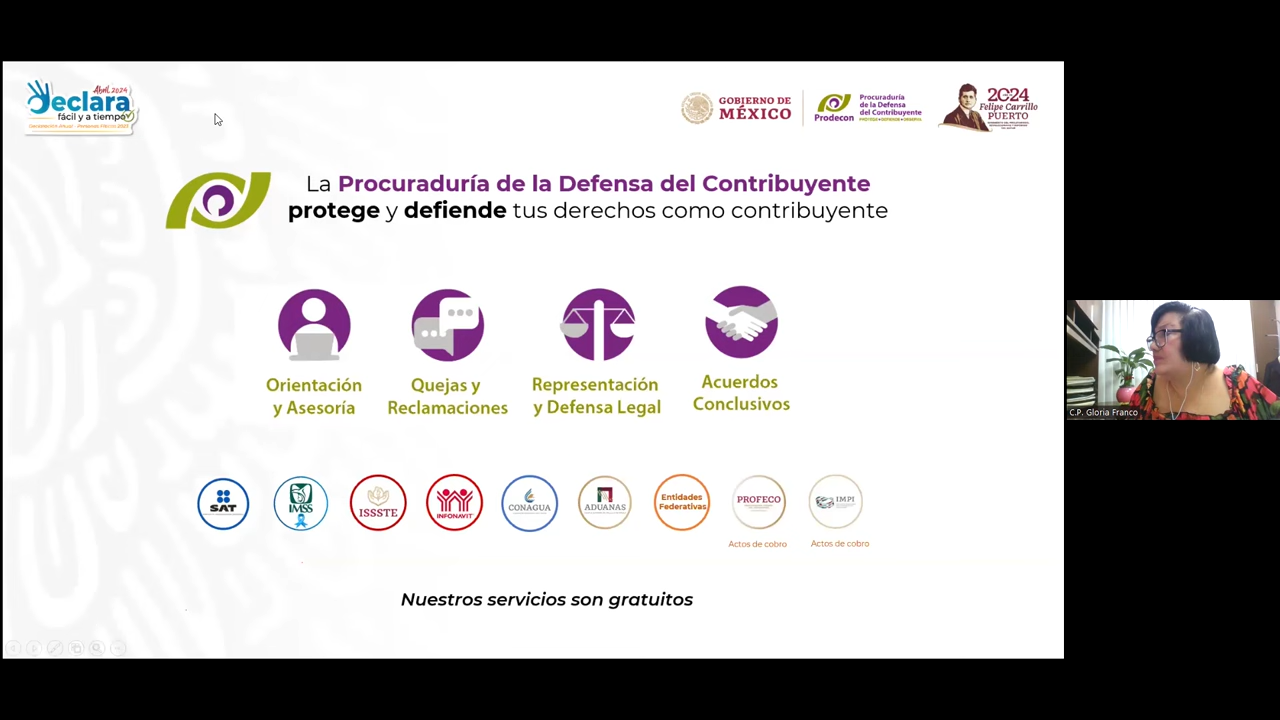 Abril 2024
Declara
fácil y a tiempo
GOBIERNO DE
MÉXICO
Prodecon
Procuraduría
de la Defensa
del Contribuyente
2024
Felipe Carrillo
PUERTO
La Procuraduría de la Defensa del Contribuyente
protege y defiende tus derechos como contribuyente
Orientación
y Asesoría
Quejas y
Reclamaciones
Representación
y Defensa Legal
Acuerdos
Conclusivos
SAT
IMSS
ISSSTE
INFONAVIT
CONAGUA
ADUANAS
Entidades
Federativas
PROFECO
IMPI
Actos de cobro
Actos de cobro
Nuestros servicios son gratuitos
C.P. Gloria Franco